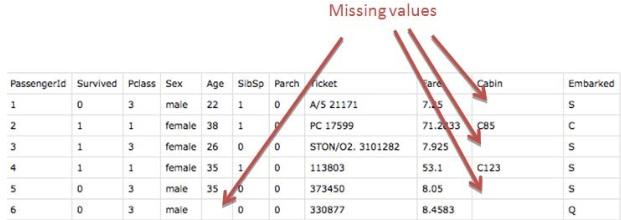 Missing values
PassengerId Survived Pclass Sex Age SibSp Parch Ticket Fare Cabin Embarked
1 0 3 male 22 1 0 A/5 21171 7.25 S
2 1 1 female 38 1 0 PC 17599 71.2833 C85 C
3 1 3 female 26 0 0 STON/O2. 3101282 7.925 S
4 1 1 female 35 1 0 113803 53.1 C123 S
5 0 3 male 35 0 0 373450 8.05 S
6 0 3 male 0 0 330877 8.4583 Q